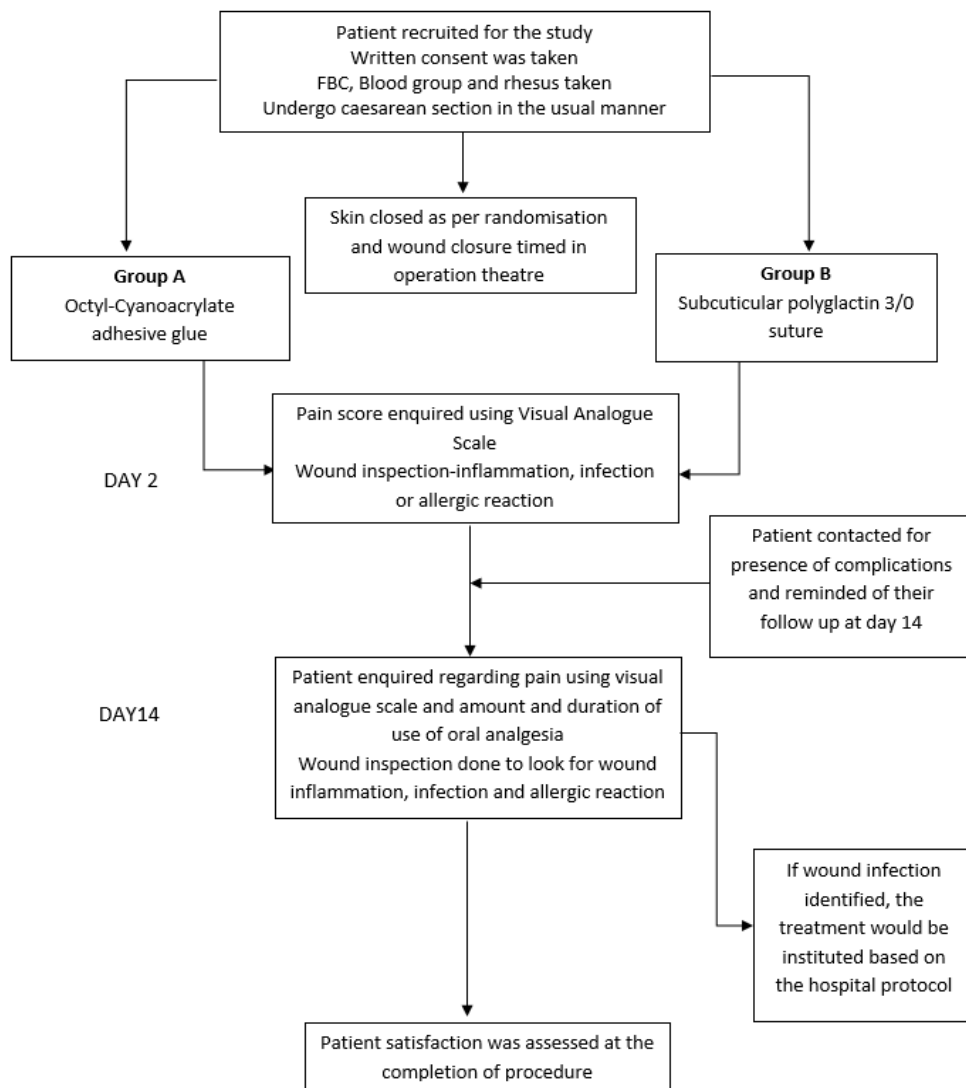 Patient recruited for the study
Written consent was taken
FBC, Blood group and rhesus taken
Undergo caesarean section in the usual manner
Skin closed as per randomisation
and wound closure timed in
operation theatre
Group A
Octyl-Cyanoacrylate
adhesive glue
Group B
Subcuticular polyglactin 3/0
suture
DAY 2
Pain score enquired using Visual Analogue
Scale
Wound inspection-inflammation, infection
or allergic reaction
Patient contacted for
presence of complications
and reminded of their
follow up at day 14
DAY14
Patient enquired regarding pain using visual
analogue scale and amount and duration of
use of oral analgesia
Wound inspection done to look for wound
inflammation, infection and allergic reaction
If wound infection
identified, the
treatment would be
instituted based on
the hospital protocol
Patient satisfaction was assessed at the
completion of procedure